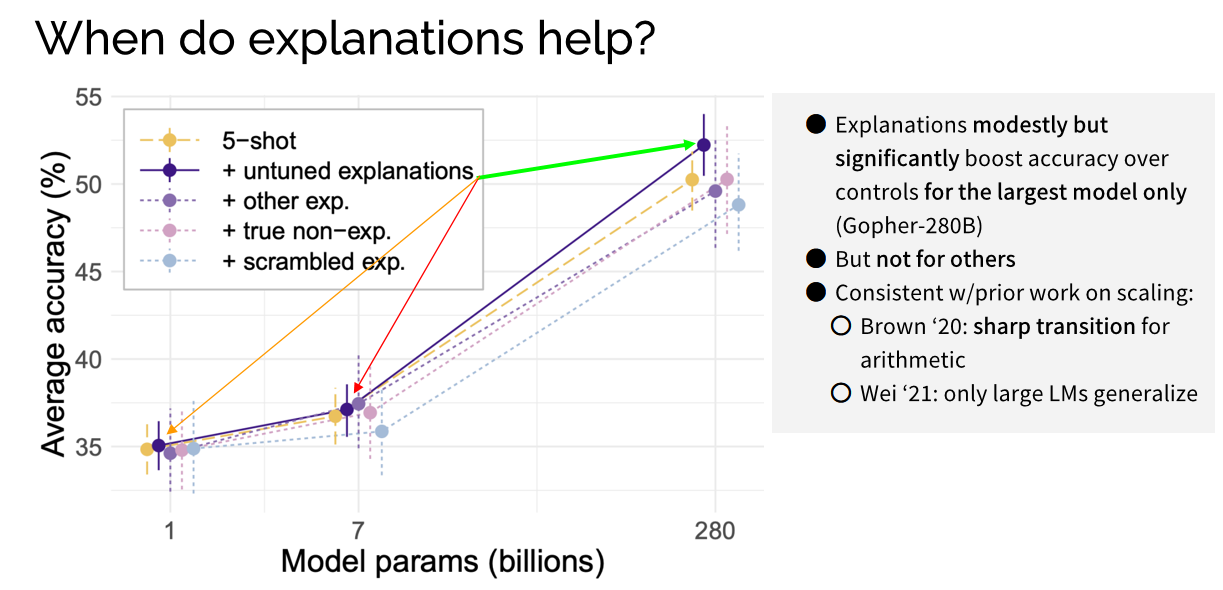 When do explanations help?
55
50
45
40
35
Average accuracy (%)
5−shot
+ untuned explanations
+ other exp.
+ true non−exp.
+ scrambled exp.
1
7
280
Model params (billions)
Explanations modestly but
significantly boost accuracy over
controls for the largest model only
(Gopher-280B)
But not for others
Consistent w/prior work on scaling:
Brown ‘20: sharp transition for
arithmetic
Wei ‘21: only large LMs generalize